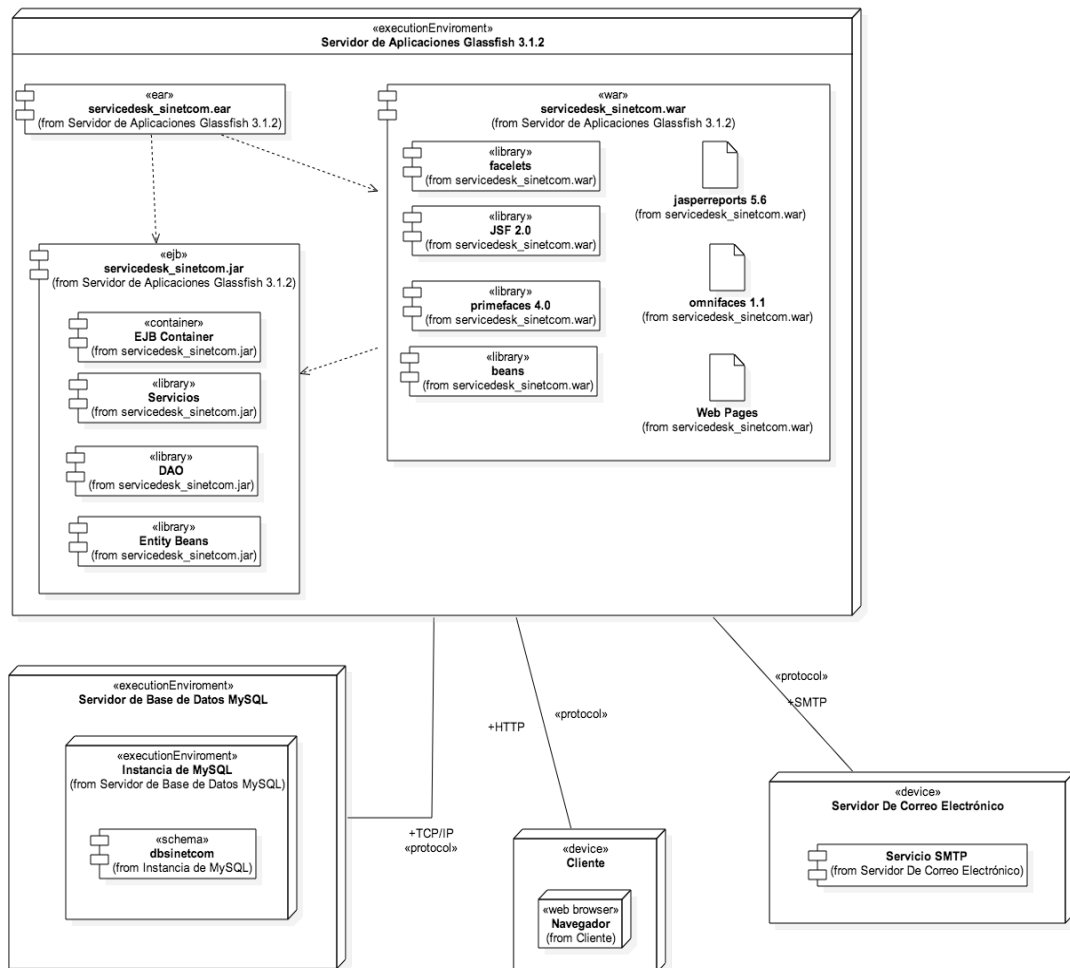 «executionEnviroment»
Servidor de Aplicaciones Glassfish 3.1.2
«ear»
servicedesk_sinetcom.ear
(from Servidor de Aplicaciones Glassfish 3.1.2)
«war»
servicedesk_sinetcom.war
(from Servidor de Aplicaciones Glassfish 3.1.2)
«library»
facelets
(from servicedesk_sinetcom.war)
jasperreports 5.6
(from servicedesk_sinetcom.war)
«library»
JSF 2.0
(from servicedesk_sinetcom.war)
omnifaces 1.1
(from servicedesk_sinetcom.war)
«library»
primefaces 4.0
(from servicedesk_sinetcom.war)
«library»
beans
(from servicedesk_sinetcom.war)
Web Pages
(from servicedesk_sinetcom.war)
«ejb»
servicedesk_sinetcom.jar
(from Servidor de Aplicaciones Glassfish 3.1.2)
«container»
EJB Container
(from servicedesk_sinetcom.jar)
«library»
Servicios
(from servicedesk_sinetcom.jar)
«library»
DAO
(from servicedesk_sinetcom.jar)
«library»
Entity Beans
(from servicedesk_sinetcom.jar)
«executionEnviroment»
Servidor de Base de Datos MySQL
«executionEnviroment»
Instancia de MySQL
(from Servidor de Base de Datos MySQL)
«schema»
dbsinetcom
(from Instancia de MySQL)
+TCP/IP
«protocol»
+HTTP
«protocol»
«protocol»
+SMTP
«device»
Cliente
«web browser»
Navegador
(from Cliente)
«device»
Servidor De Correo Electrónico
Servicio SMTP
(from Servidor De Correo Electrónico)